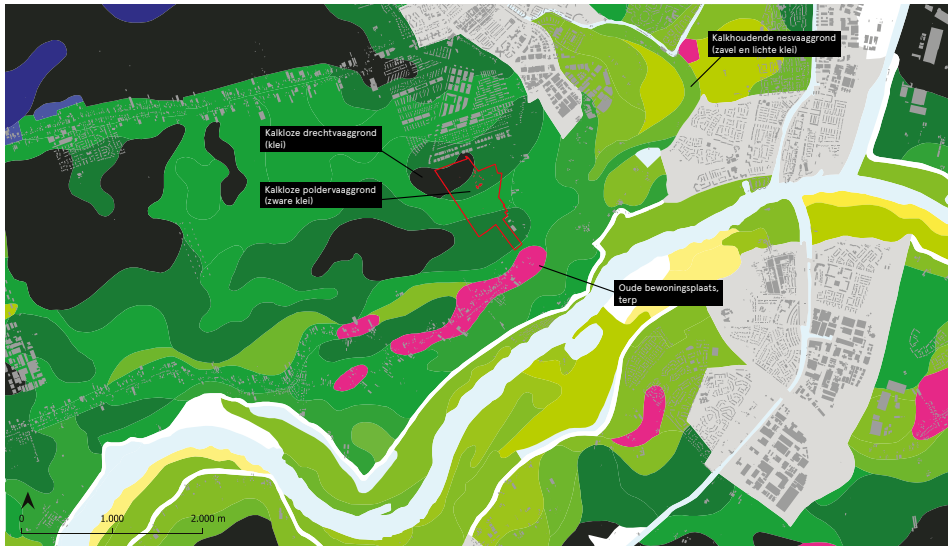 Kalkhoudende nesvaaggrond
(zavel en lichte klei)
Kalkloze drechtvaaggrond
(klei)
Kalkloze poldervaaggrond
(zware klei)
Oude bewoningsplaats,
terp
0 1.000 2.000 m